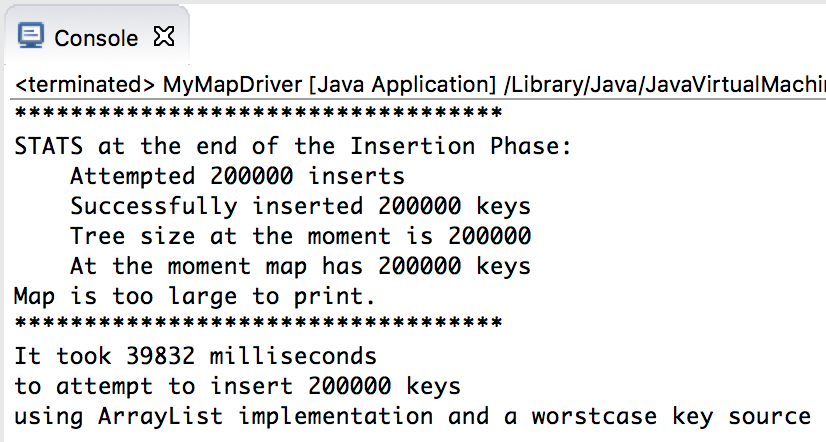 Console
<terminated> MyMapDriver [Java Application] /Library/Java/JavaVirtualMachi
***********************************
STATS at the end of the Insertion Phase:
    Attempted 200000 inserts
    Successfully inserted 200000 keys
    Tree size at the moment is 200000
    At the moment map has 200000 keys
Map is too large to print.
***********************************
It took 39832 milliseconds
to attempt to insert 200000 keys
using ArrayList implementation and a worstcase key source